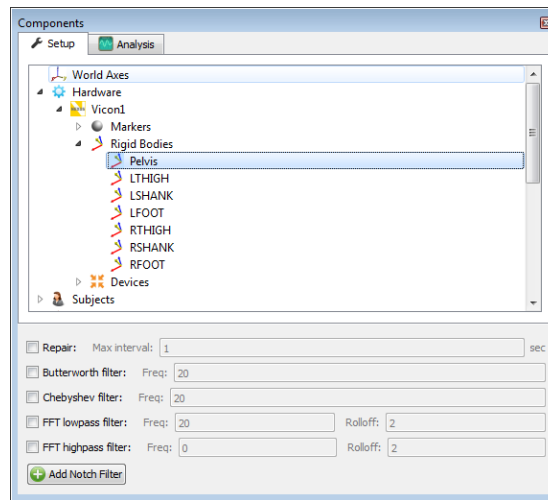 Components
Setup Analysis
World Axes
Hardware
Vicon1
Markers
Rigid Bodies
Pelvis
LTHIGH
LSHANK
LFOOT
RTHIGH
RSHANK
RFOOT
Devices
Subjects
Repair: Max interval: 1 sec
Butterworth filter: Freq: 20
Chebyshev filter: Freq: 20
FFT lowpass filter: Freq: 20 Rolloff: 2
FFT highpass filter: Freq: 0 Rolloff: 2
Add Notch Filter